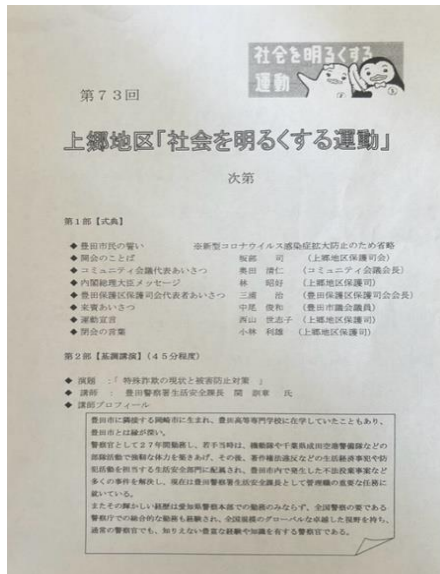 社会を明るくする
運動
第73回
上郷地区「社会を明るくする運動」
次第
第1部【式典】
◆ 豊田市民の誓い ※新型コロナウイルス感染症拡大防止のため省略
◆ 開会のことば 板部 司 (上郷地区保護司会)
◆ コミュニティ会議代表あいさつ 奥田 清仁 (コミュニティ会議会長)
◆ 内閣総理大臣メッセージ 林 昭好 (上郷地区保護司)
◆ 豊田保護区保護司会代表者あいさつ 三浦 治 (豊田保護区保護司会会長)
◆ 来賓あいさつ 中尾 俊和 (豊田市議会議員)
◆ 運動宣言 西山 世志子 (上郷地区保護司)
◆ 閉会の言葉 小林 利雄 (上郷地区保護司)
第2部【基調講演】(45分程度)
◆ 演題 :『 特殊詐欺の現状と被害防止対策 』
◆ 講師 : 豊田警察署生活安全課長 関 章 氏
◆ 講師プロフィール
豊田市に隣接する岡崎市に生まれ、豊田高等専門学校に在学していたこともあり、
豊田市とは縁が深い。
警察官として27年間勤務し、若手当時は、機動隊や千葉県成田空港警備隊などの
部隊活動で強靭な体力を築きあげ、その後、著作権法違反などの生活経済事犯や防
犯活動を担当する生活安全部門に配属され、豊田市内で発生した不法投棄事案など
多くの事件を解決し、現在は豊田警察署生活安全課長として管理職の重要な任務に
就いている。
またその輝かしい経歴は愛知県警察本部での勤務のみならず、全国警察の要である
警察庁での総合的な勤務も経験され、全国規模のグローバルな卓越した視野を持ち、
通常の警察官でも、知りえない豊富な経験や知識を有する警察官である。